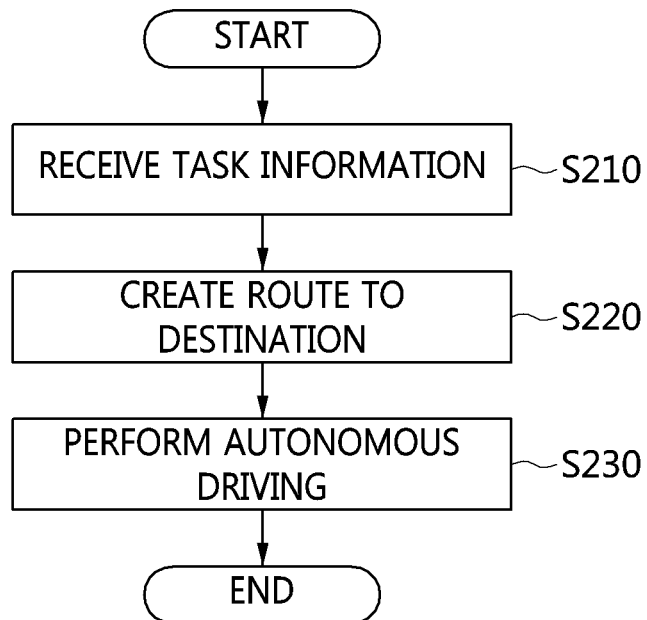 START
RECEIVE TASK INFORMATION
S210
CREATE ROUTE TO
DESTINATION
S220
PERFORM AUTONOMOUS
DRIVING
S230
END